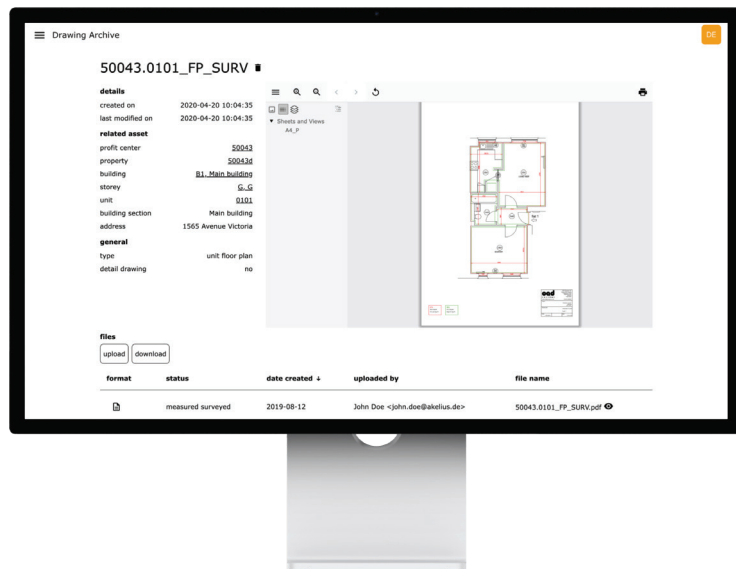 Drawing Archive
DE
50043.0101_FP_SURV
details
created on 2020-04-20 10:04:35
last modified on 2020-04-20 10:04:35
related asset
profit center 50043
property 50043d
building B1, Main building
storey G, G
unit 0101
building section Main building
address 1565 Avenue Victoria
general
type unit floor plan
detail drawing no
Sheets and Views
A4_P
oad
files
upload download
format status date created ↓ uploaded by file name
measured surveyed 2019-08-12 John Doe <john.doe@akelius.de> 50043.0101_FP_SURV.pdf